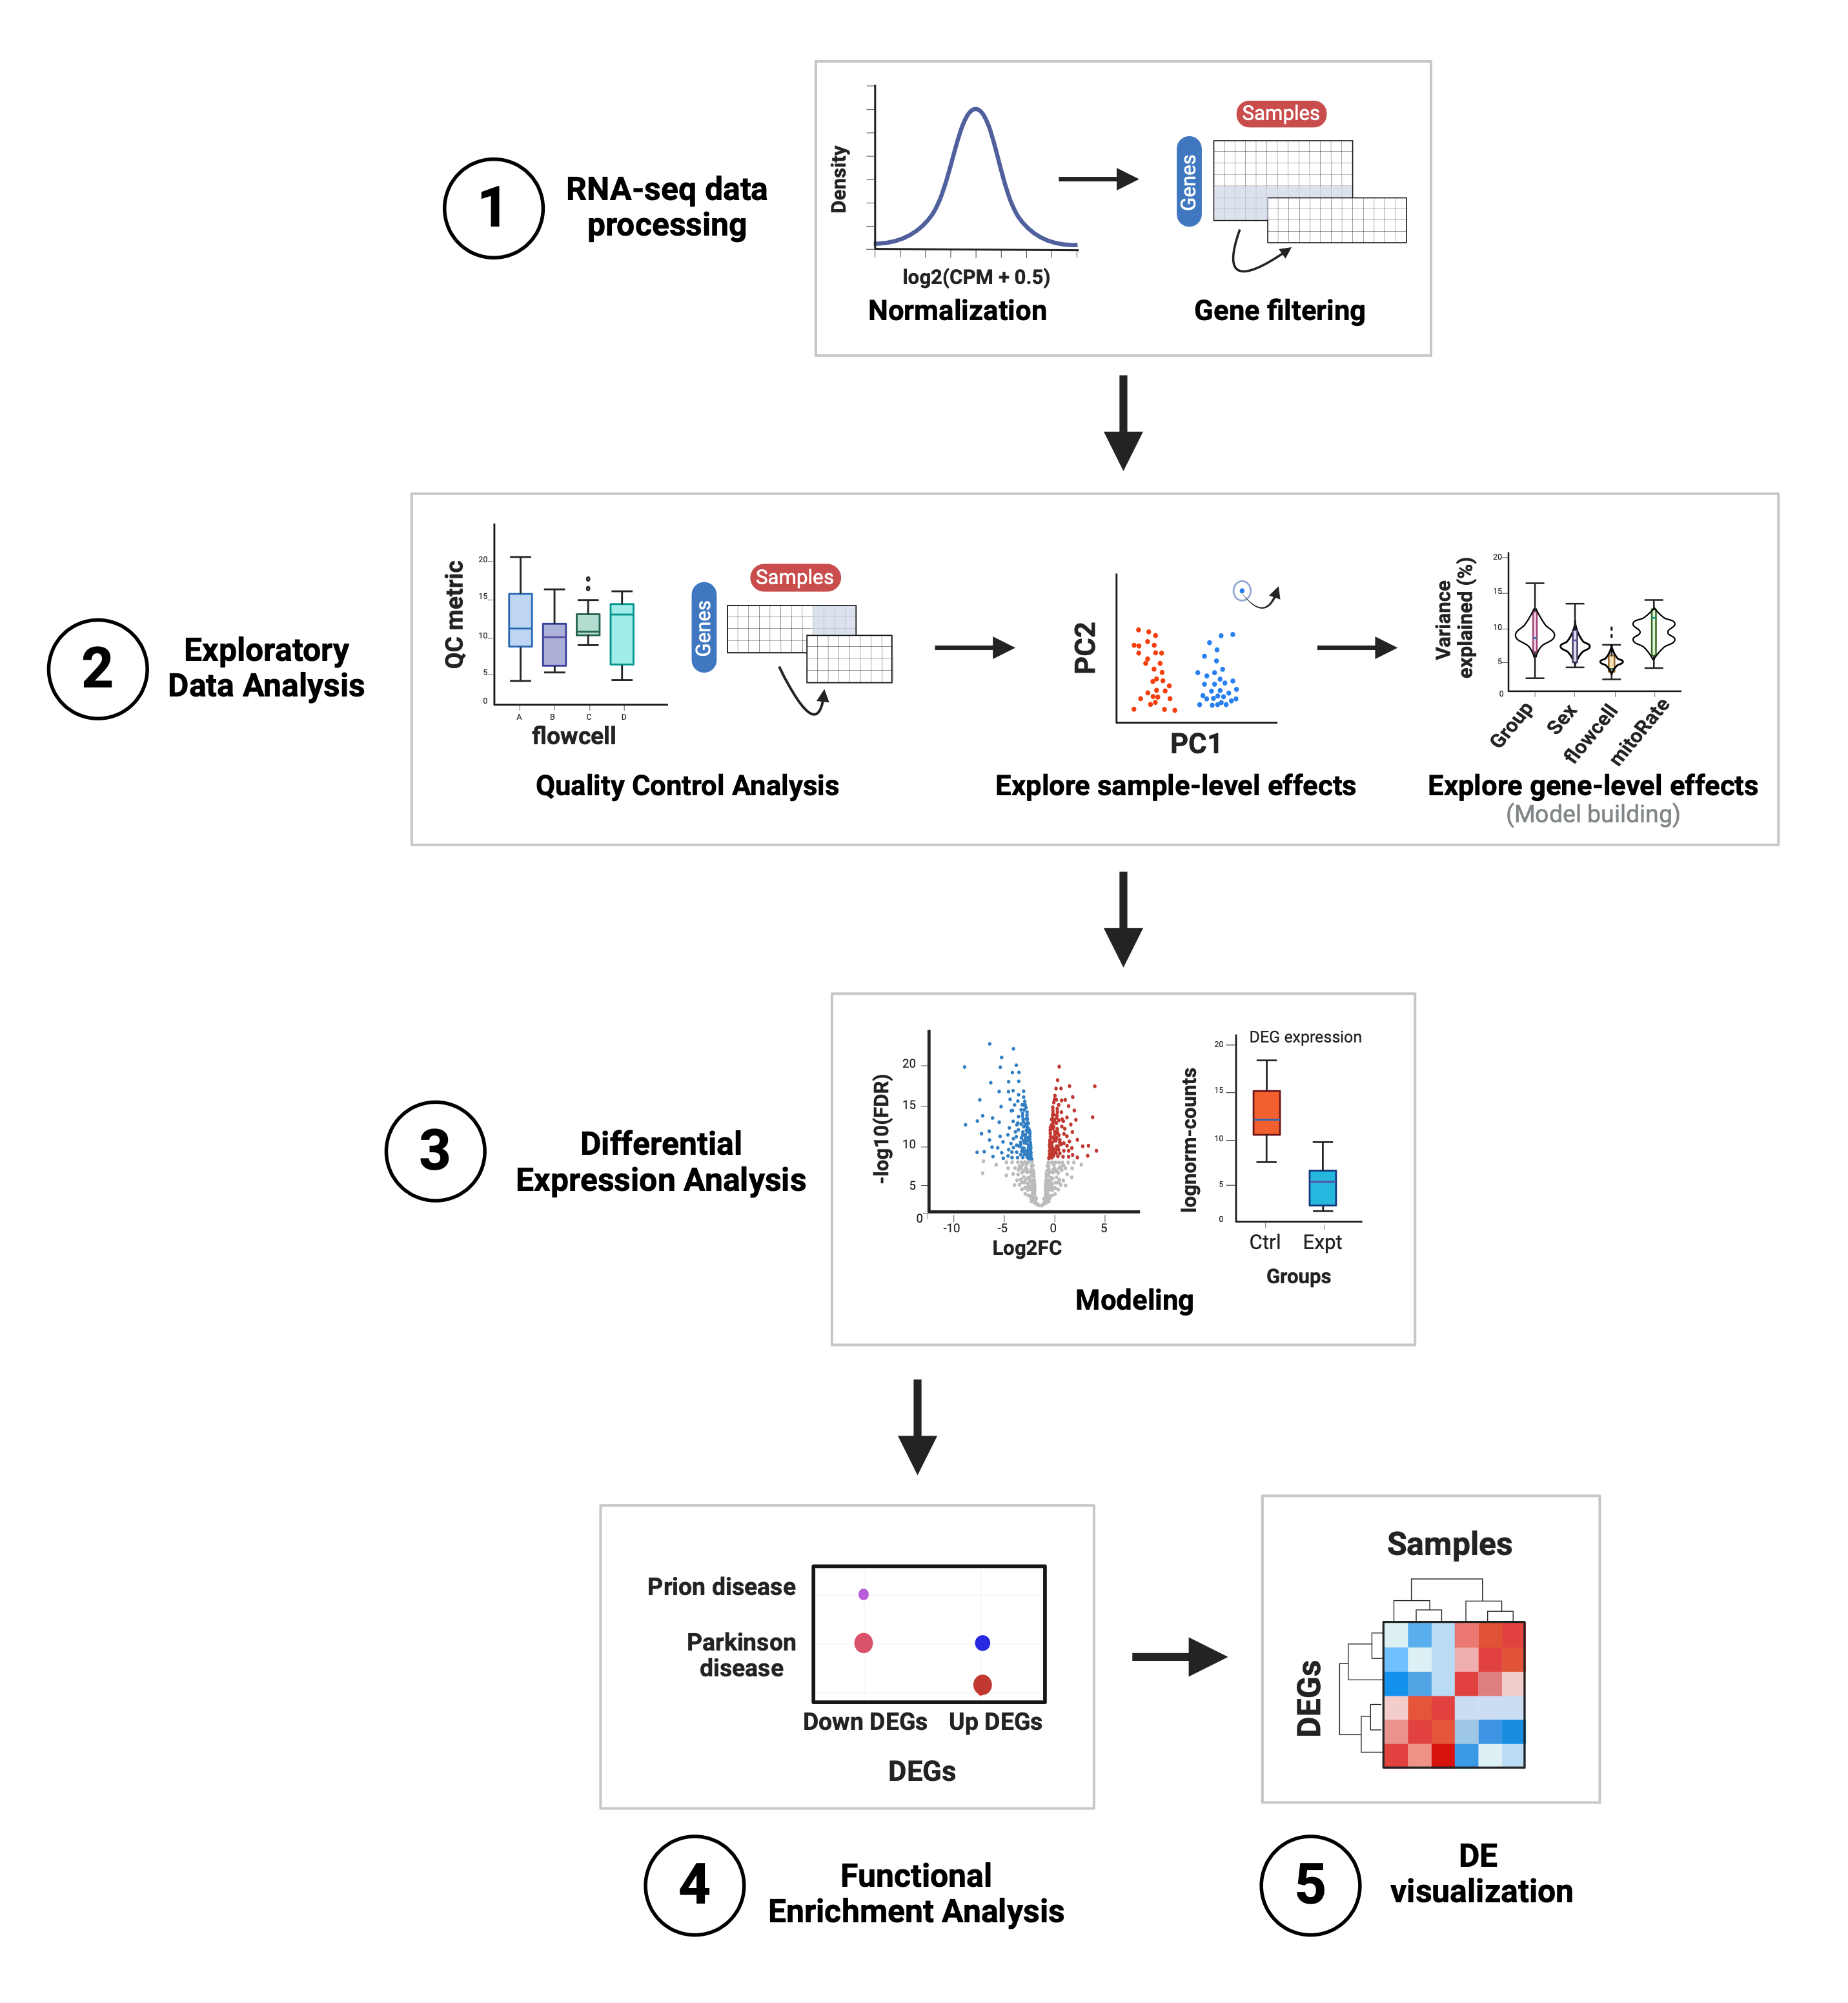 1
RNA-seq data
processing
Density
log2(CPM + 0.5)
Normalization
Samples
Genes
Gene filtering
2
Exploratory
Data Analysis
QC metric
20
15
10
5
0
A B C D
flowcell
Samples
Genes
Quality Control Analysis
PC2
PC1
Explore sample-level effects
Variance
explained (%)
20
15
10
5
0
Group
Sex
flowcell
mitoRate
Explore gene-level effects
(Model building)
3
Differential
Expression Analysis
-log10(FDR)
20
15
10
5
0
-10 -5 0 5
Log2FC
DEG expression
lognorm-counts
20
15
10
5
0
Ctrl Expt
Groups
Modeling
Prion disease
Parkinson
disease
Down DEGs Up DEGs
DEGs
4
Functional
Enrichment Analysis
Samples
DEGs
5
DE
visualization